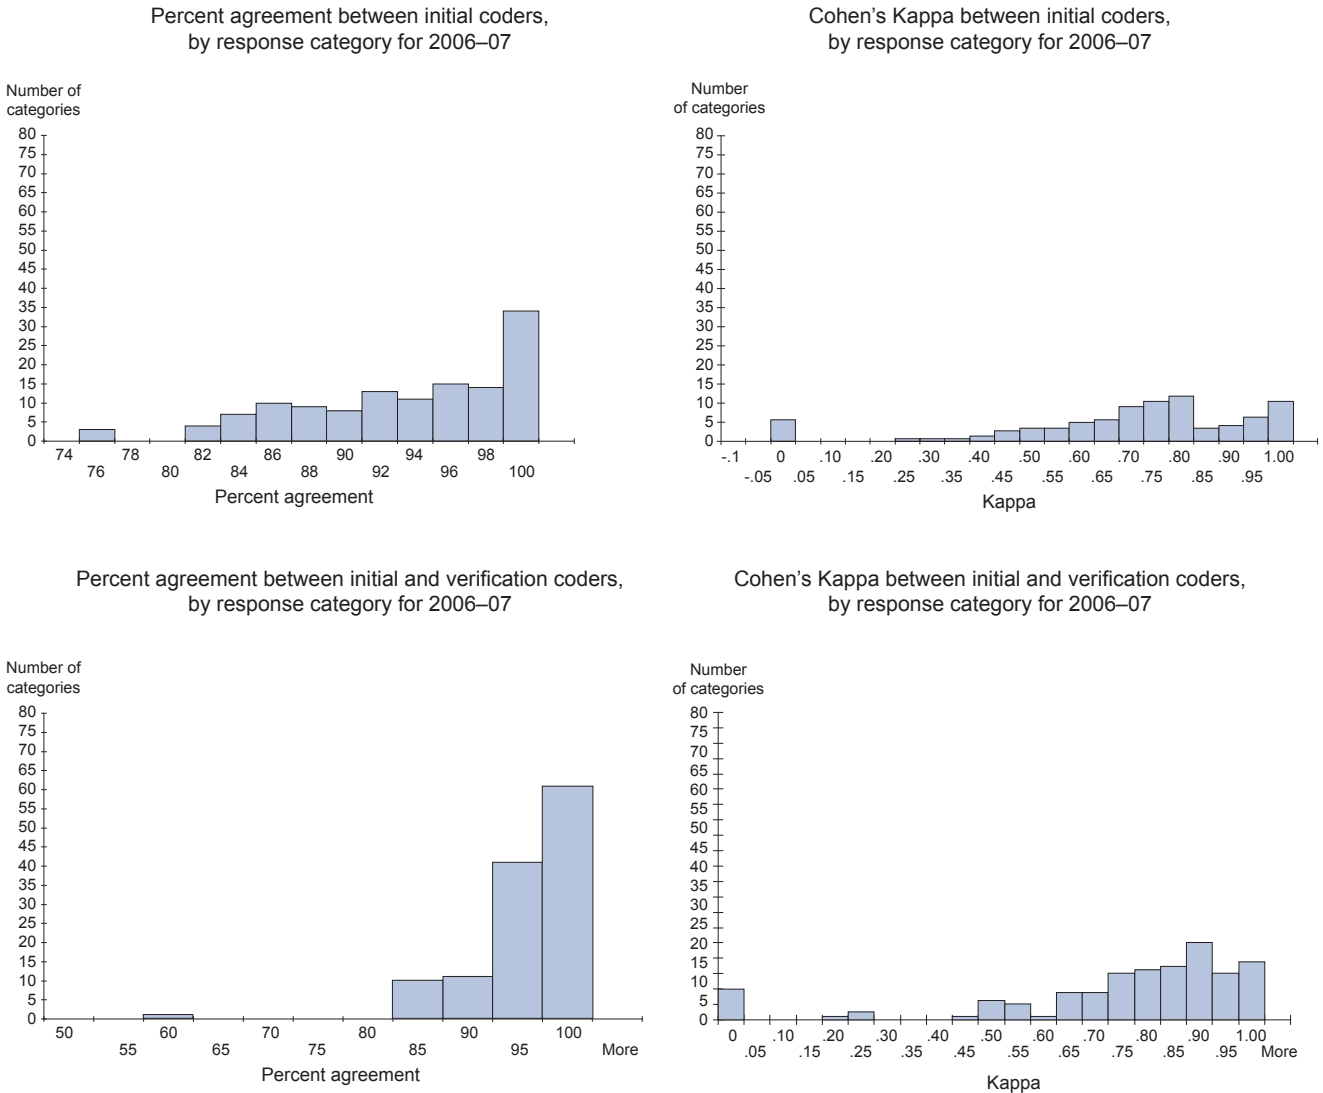 Percent agreement between initial coders,
by response category for 2006–07
Number of
categories
80
75
70
65
60
55
50
45
40
35
30
25
20
15
10
5
0
74 78 82 86 90 94 98
76 80 84 88 92 96 100
Percent agreement
Cohen's Kappa between initial coders,
by response category for 2006–07
Number
of categories
80
75
70
65
60
55
50
45
40
35
30
25
20
15
10
5
0
-.1 0 .10 .20 .30 .40 .50 .60 .70 .80 .90 1.00
-.05 .05 .15 .25 .35 .45 .55 .65 .75 .85 .95
Kappa
Percent agreement between initial and verification coders,
by response category for 2006–07
Number of
categories
80
75
70
65
60
55
50
45
40
35
30
25
20
15
10
5
0
50 60 70 80 90 100
55 65 75 85 95 More
Percent agreement
Cohen's Kappa between initial and verification coders,
by response category for 2006–07
Number
of categories
80
75
70
65
60
55
50
45
40
35
30
25
20
15
10
5
0
0 .10 .20 .30 .40 .50 .60 .70 .80 .90 1.00
.05 .15 .25 .35 .45 .55 .65 .75 .85 .95 More
Kappa